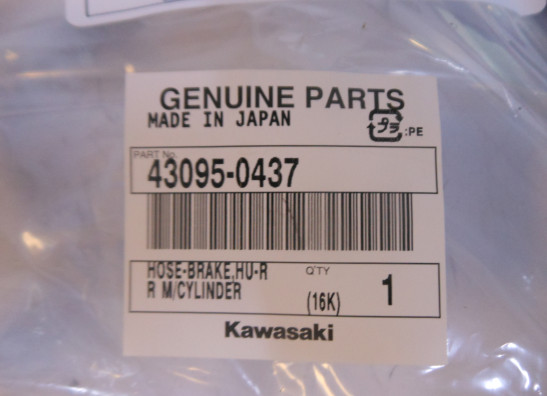 GENUINE PARTS
MADE IN JAPAN
プラ :PE
PART No.
43095-0437
HOSE-BRAKE,HU-R
R M/CYLINDER
Q'TY
(16K)
1
Kawasaki